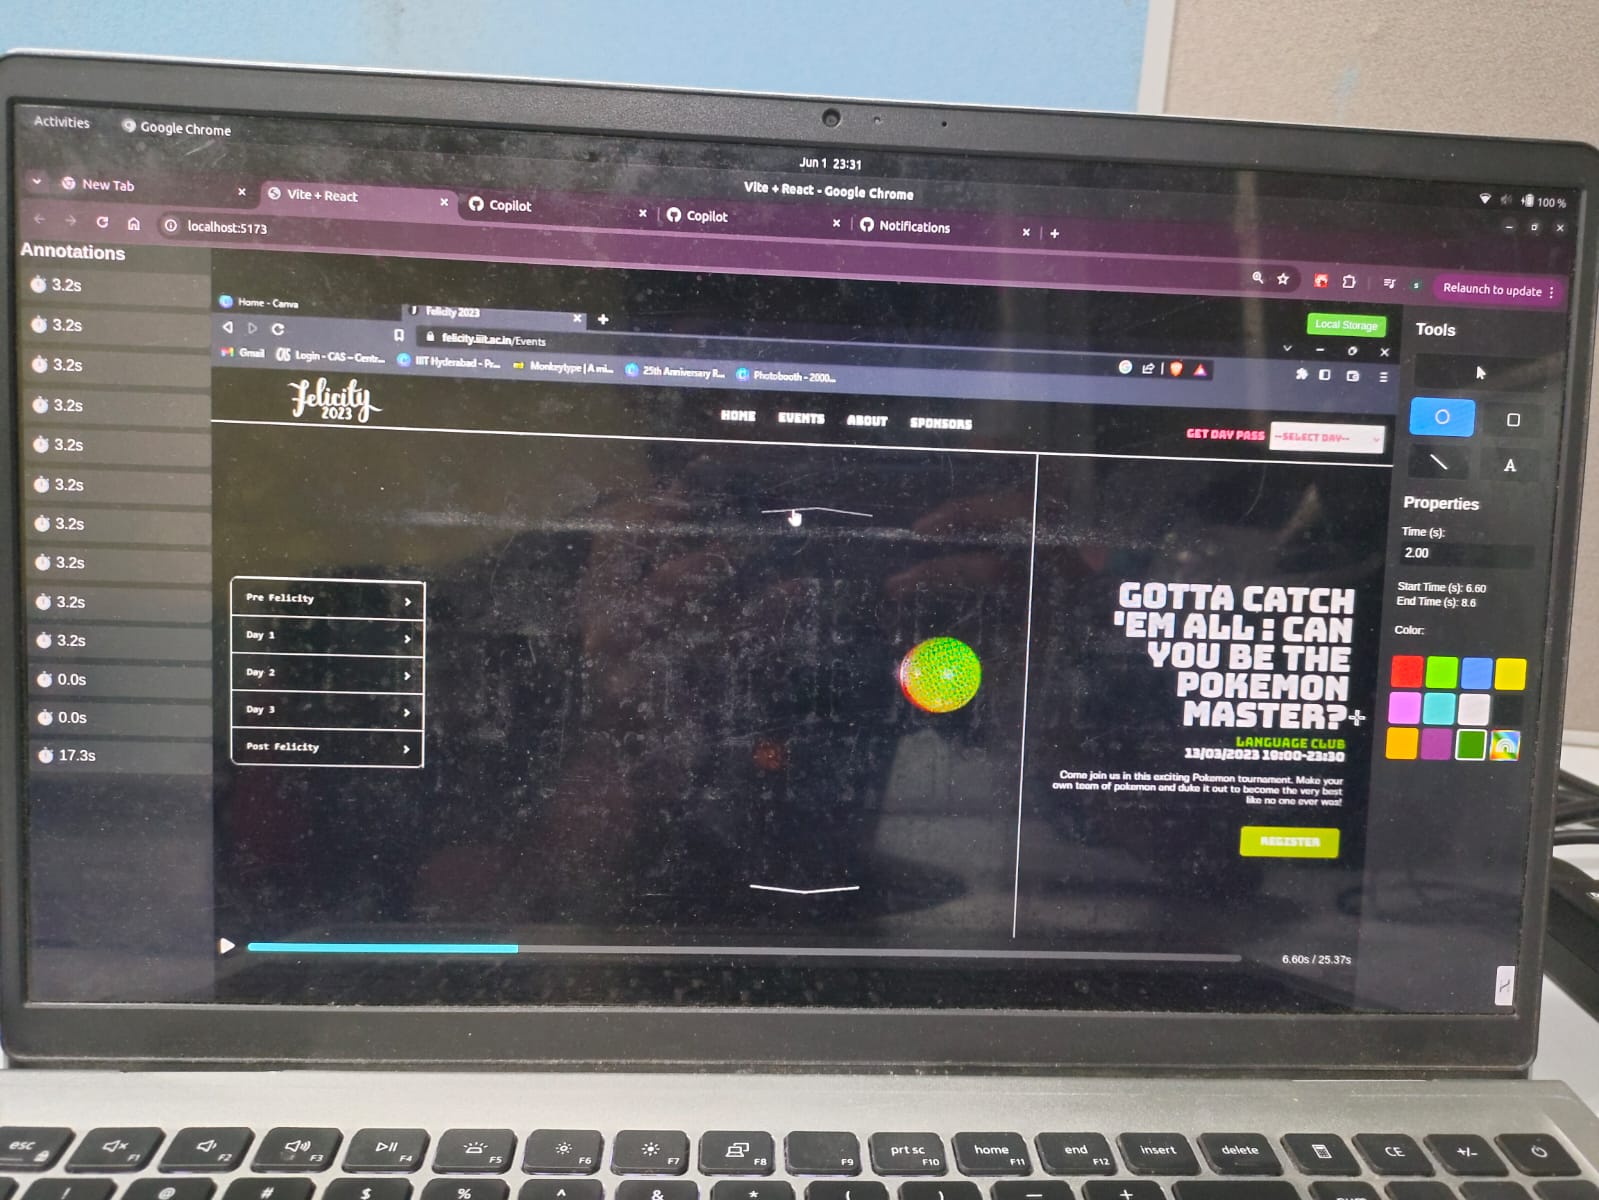 Activities
Google Chrome
Jun 1 23:31
Vite + React - Google Chrome
100 %
New Tab
Vite + React
Copilot
Copilot
Notifications
localhost:5173
Relaunch to update
Annotations
3.2s
3.2s
3.2s
3.2s
3.2s
3.2s
3.2s
3.2s
3.2s
3.2s
0.0s
0.0s
17.3s
Home - Canva
Felicity 2023
felicity.iiit.ac.in/Events
Gmail
Login - CAS – Centr...
IIIT Hyderabad - Pr...
Monkeytype | A mi...
25th Anniversary R...
Photobooth - 2000...
Local Storage
Felicity
2023
HOME EVENTS ABOUT SPONSORS
GET DAY PASS --SELECT DAY--
Pre Felicity
Day 1
Day 2
Day 3
Post Felicity
GOTTA CATCH
'EM ALL : CAN
YOU BE THE
POKEMON
MASTER?
LANGUAGE CLUB
13/03/2023 19:00-23:30
Come join us in this exciting Pokemon tournament. Make your
own team of pokemon and duke it out to become the very best
like no one ever was!
REGISTER
6.60s / 25.37s
Tools
A
Properties
Time (s):
2.00
Start Time (s): 6.60
End Time (s): 8.6
Color:
esc
F1
F2
F3
F4
F5
F6
F7
F8
F9
prt sc
F10
home
F11
end
F12
insert
delete
CE
+/-
! @ # $ % ^ & * ( ) — +